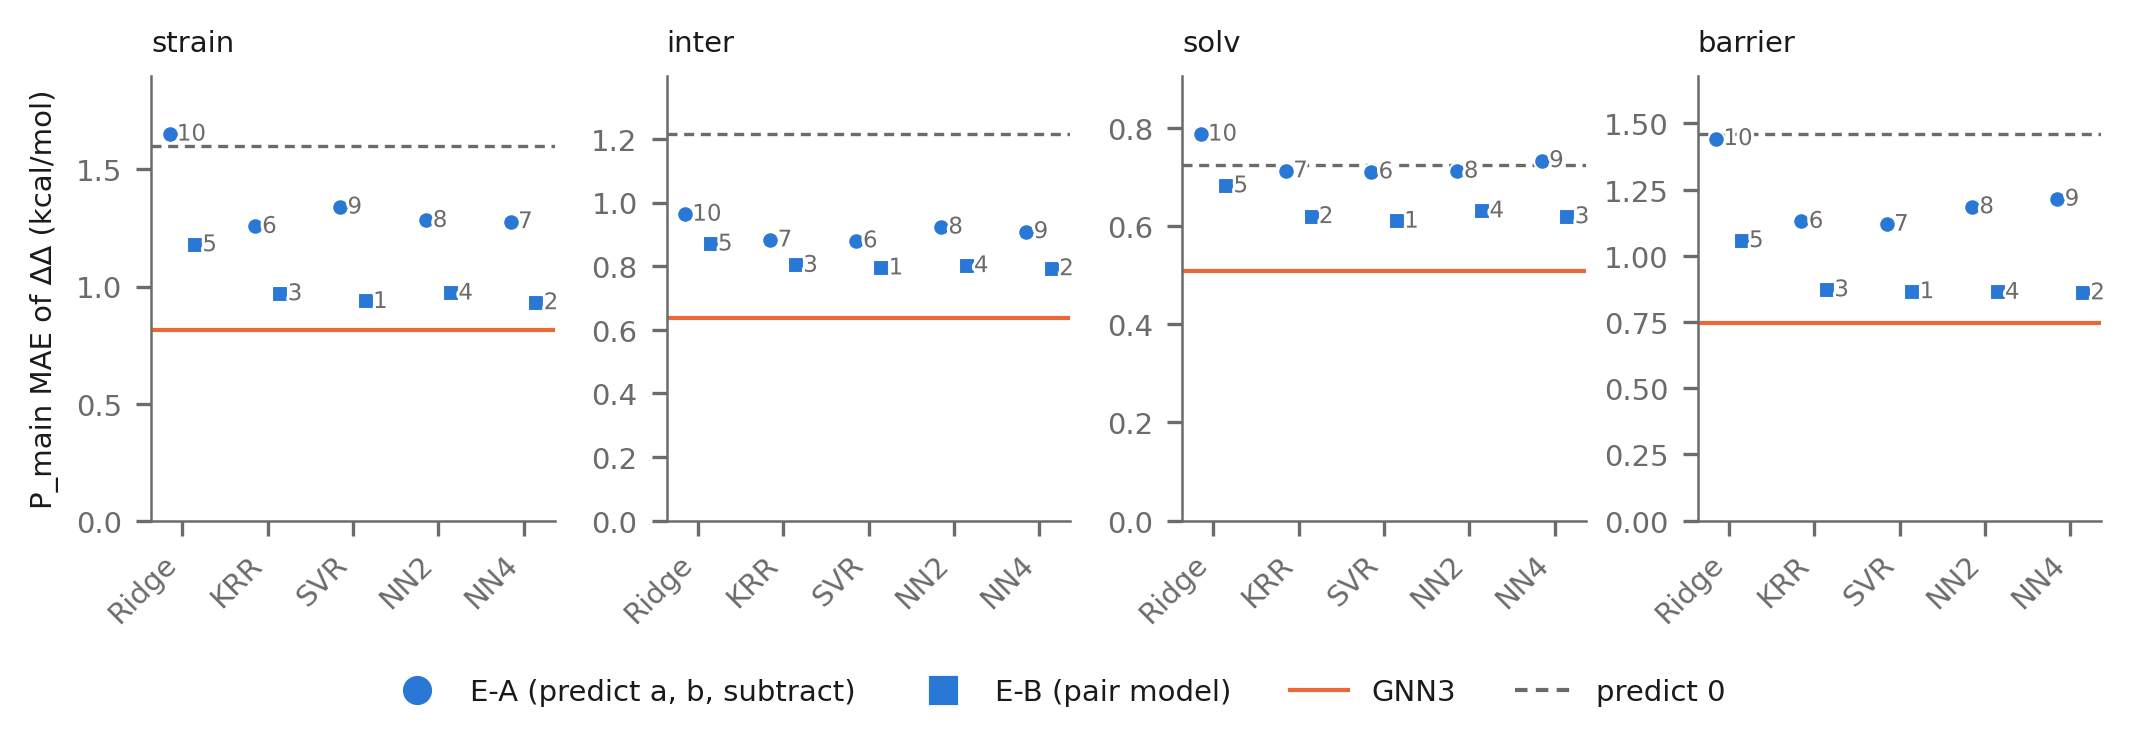 strain
inter
solv
barrier
P_main MAE of ΔΔ (kcal/mol)
1.5
1.0
0.5
0.0
10
5
6
3
9
1
8
4
7
2
Ridge
KRR
SVR
NN2
NN4
1.2
1.0
0.8
0.6
0.4
0.2
0.0
10
5
7
3
6
1
8
4
9
2
Ridge
KRR
SVR
NN2
NN4
0.8
0.6
0.4
0.2
0.0
10
5
7
2
6
1
8
4
9
3
Ridge
KRR
SVR
NN2
NN4
1.50
1.25
1.00
0.75
0.50
0.25
0.00
10
5
6
3
7
1
8
4
9
2
Ridge
KRR
SVR
NN2
NN4
E-A (predict a, b, subtract)
E-B (pair model)
GNN3
predict 0